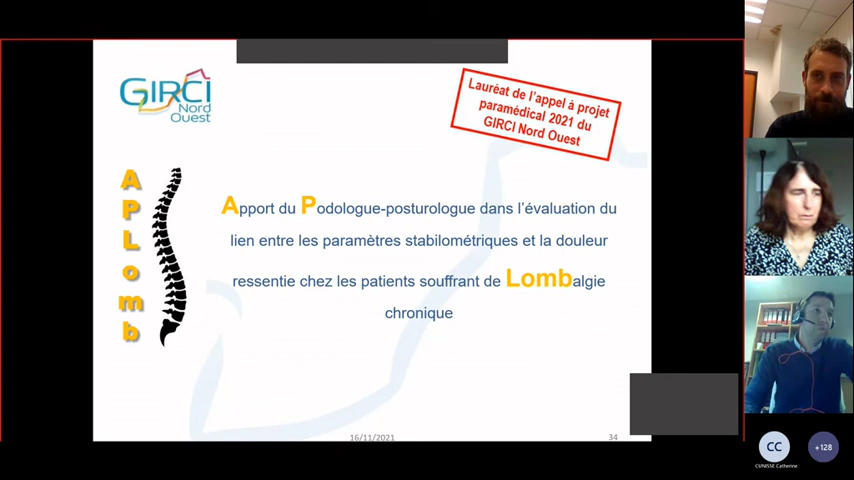 GIRCI
Nord
Ouest
Lauréat de l'appel à projet
paramédical 2021 du
GIRCI Nord Ouest
APLomb
Apport du Podologue-posturologue dans l'évaluation du
lien entre les paramètres stabilométriques et la douleur
ressentie chez les patients souffrant de Lombalgie
chronique
16/11/2021
34
CC
+128
CUNISSE Catherine